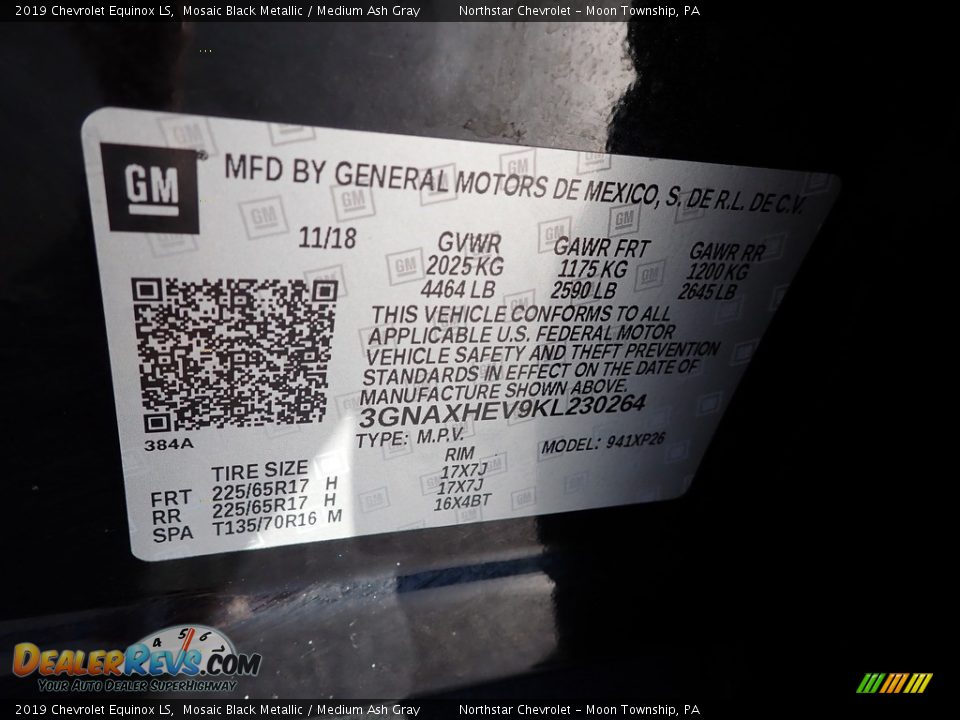 2019 Chevrolet Equinox LS, Mosaic Black Metallic / Medium Ash Gray Northstar Chevrolet – Moon Township, PA
GM® MFD BY GENERAL MOTORS DE MEXICO, S. DE R.L. DE C.V.
11/18 GVWR GAWR FRT GAWR RR
2025 KG 1175 KG 1200 KG
4464 LB 2590 LB 2645 LB
THIS VEHICLE CONFORMS TO ALL
APPLICABLE U.S. FEDERAL MOTOR
VEHICLE SAFETY AND THEFT PREVENTION
STANDARDS IN EFFECT ON THE DATE OF
MANUFACTURE SHOWN ABOVE.
3GNAXHEV9KL230264
384A TYPE: M.P.V. MODEL: 941XP26
TIRE SIZE RIM
FRT 225/65R17 H 17X7J
RR 225/65R17 H 17X7J
SPA T135/70R16 M 16X4BT
4 5 6
DEALERREVS.COM
YOUR AUTO DEALER SUPERHIGHWAY
2019 Chevrolet Equinox LS, Mosaic Black Metallic / Medium Ash Gray Northstar Chevrolet – Moon Township, PA